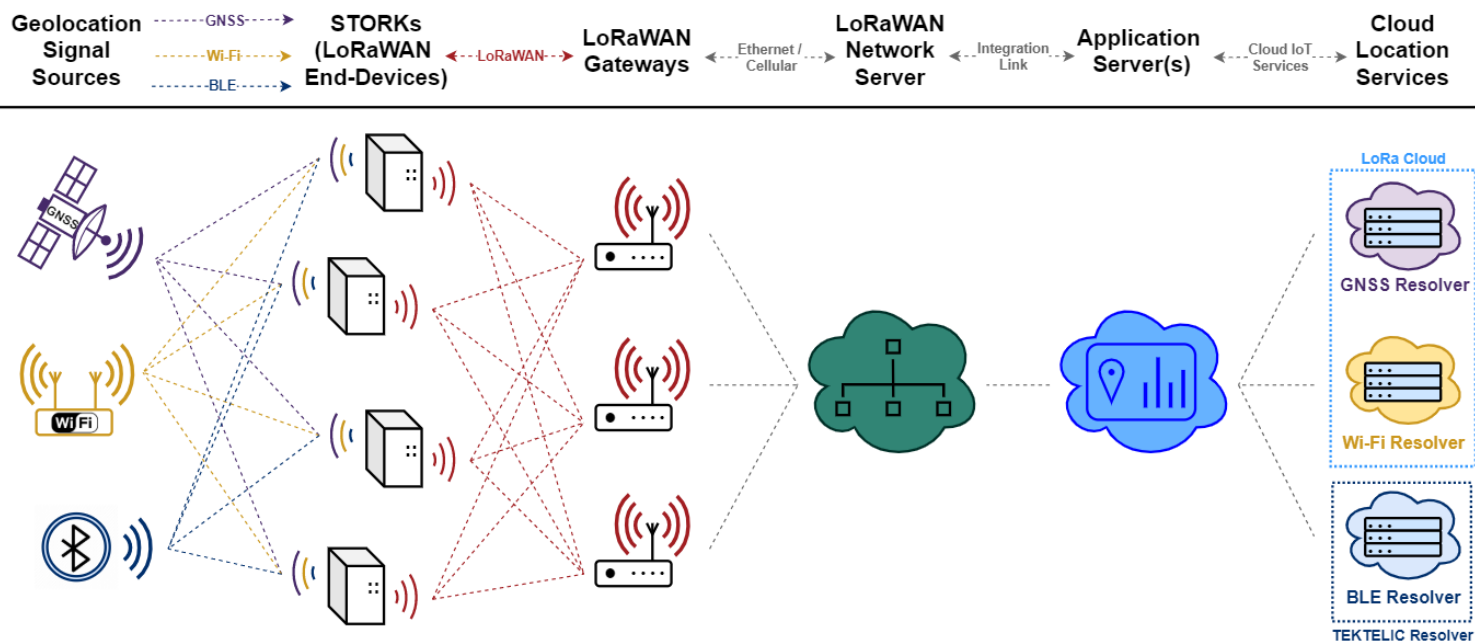 Geolocation
Signal
Sources
GNSS
Wi-Fi
BLE
STORKs
(LoRaWAN
End-Devices)
LoRaWAN
LoRaWAN
Gateways
Ethernet /
Cellular
LoRaWAN
Network
Server
Integration
Link
Application
Server(s)
Cloud IoT
Services
Cloud
Location
Services
GNSS
Wi Fi
LoRa Cloud
GNSS Resolver
Wi-Fi Resolver
BLE Resolver
TEKTELIC Resolver